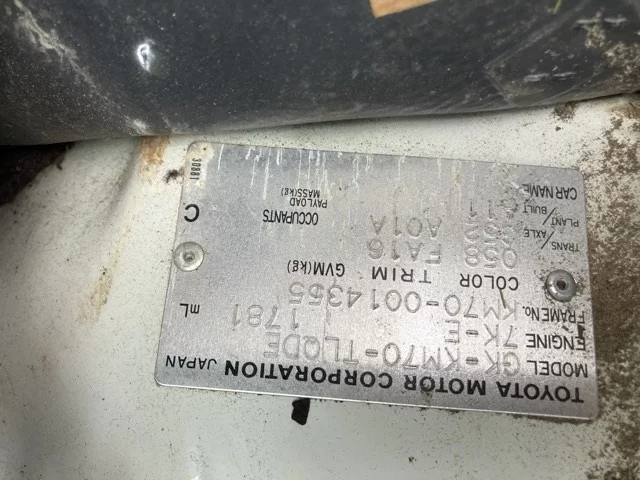 TOYOTA MOTOR CORPORATION JAPAN
MODEL GK-KM70-TLQDE
ENGINE 7K-E 1781 mL
FRAME No. KM70-0014355
COLOR TRIM GVM(kg)
058 FA16
TRANS/AXLE A01A
PLANT/BUILT OCCUPANTS
CAR NAME PAYLOAD MASS(kg)
C
30881